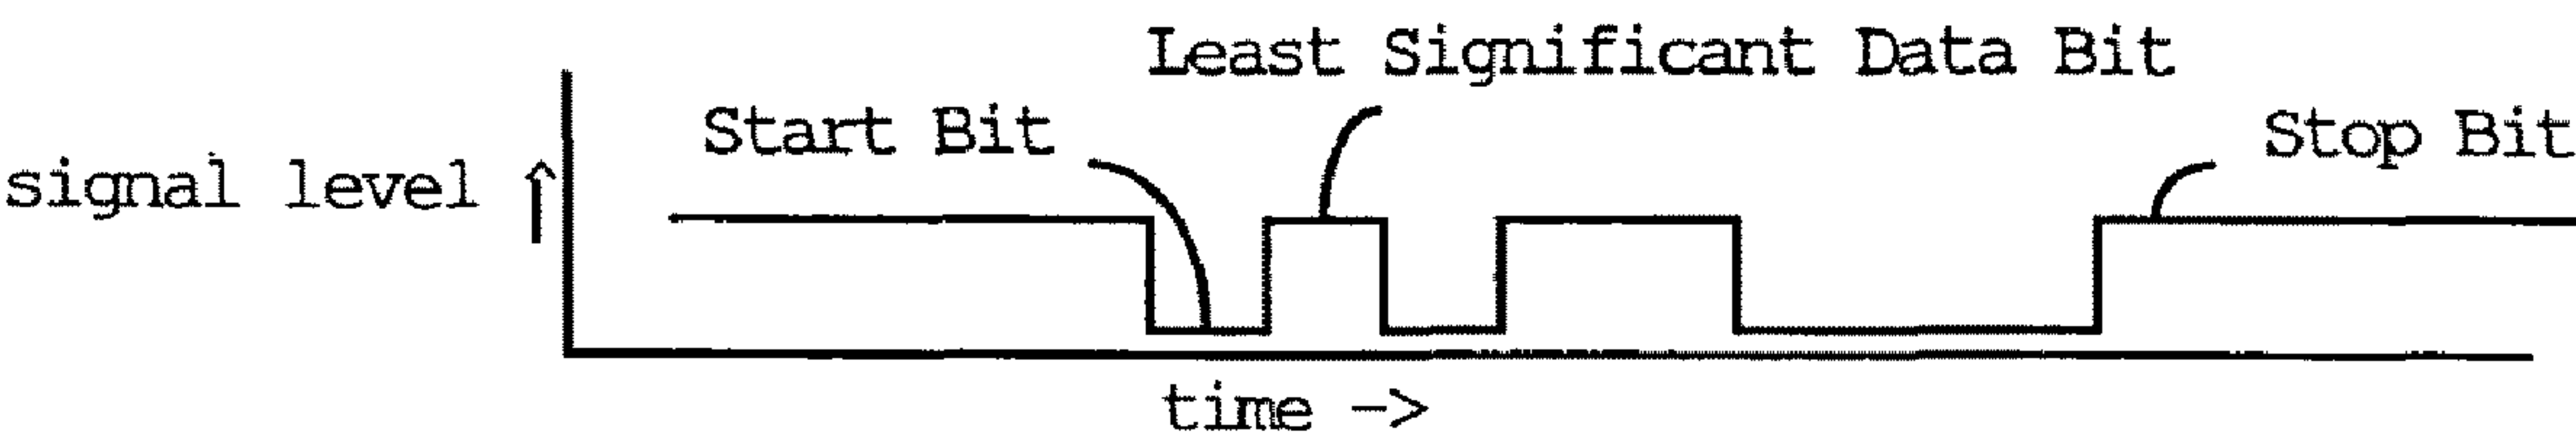 Least Significant Data Bit
Start Bit
Stop Bit
signal level ↑
time ->